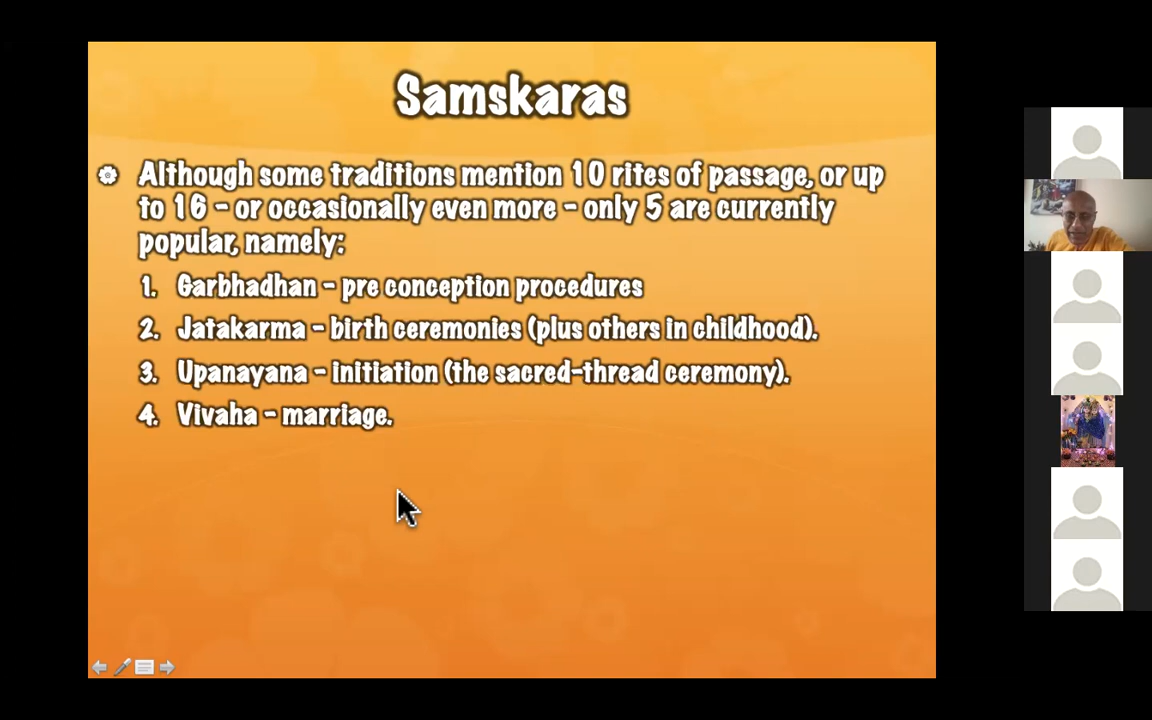 Samskaras
Although some traditions mention 10 rites of passage, or up
to 16 - or occasionally even more - only 5 are currently
popular, namely:
1. Garbhadhan - pre conception procedures
2. Jatakarma - birth ceremonies (plus others in childhood).
3. Upanayana - initiation (the sacred-thread ceremony).
4. Vivaha - marriage.